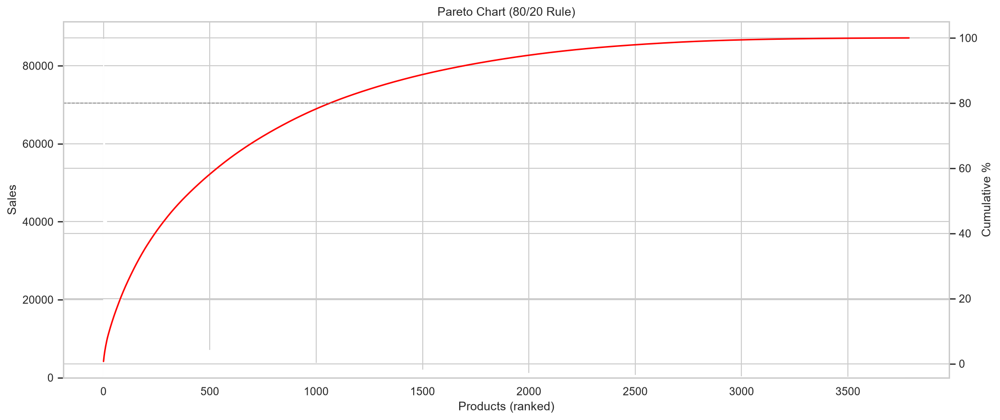 Pareto Chart (80/20 Rule)
Sales
80000
60000
40000
20000
0
100
80
60
40
20
0
Cumulative %
0 500 1000 1500 2000 2500 3000 3500
Products (ranked)